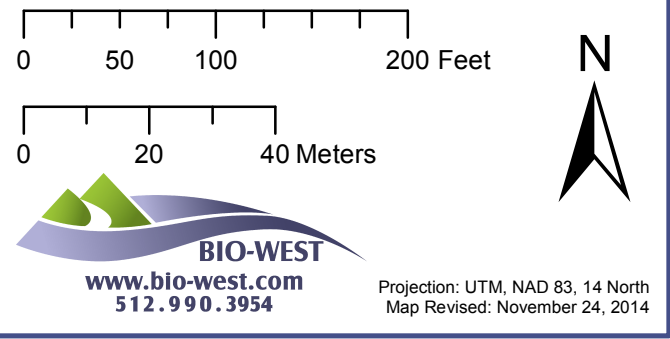 0 50 100 200 Feet
N
0 20 40 Meters
BIO-WEST
www.bio-west.com
512.990.3954
Projection: UTM, NAD 83, 14 North
Map Revised: November 24, 2014